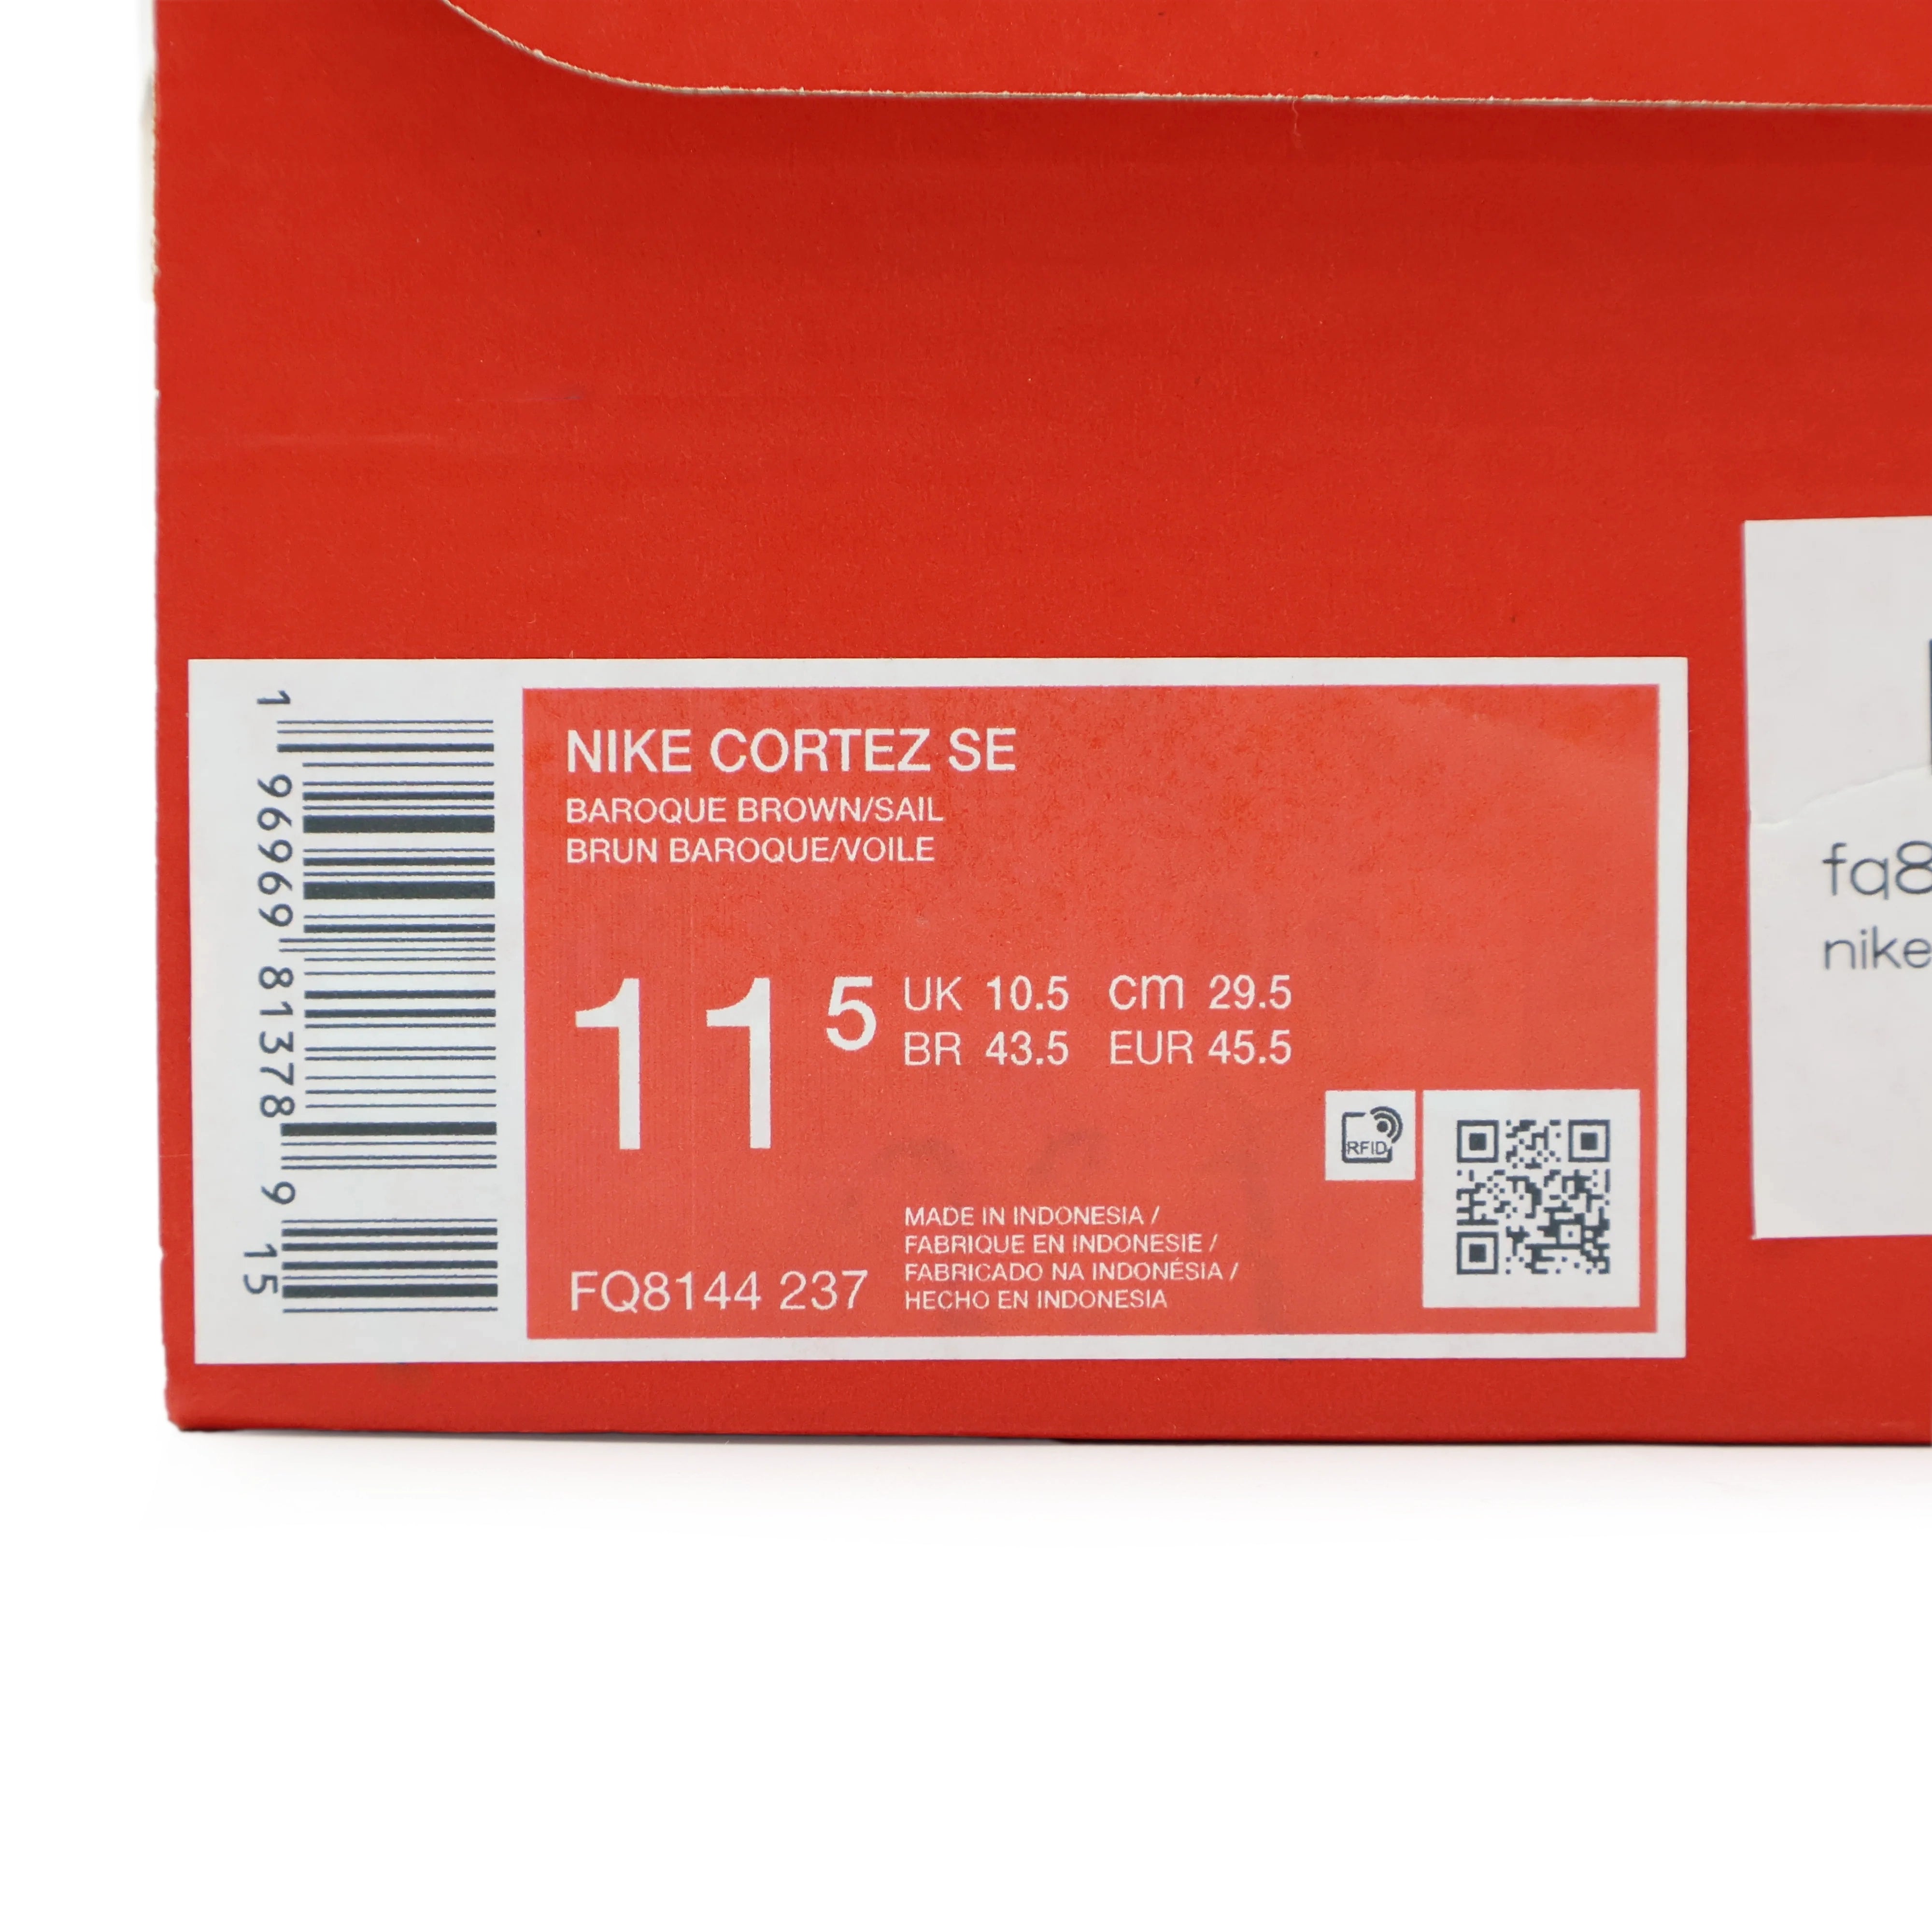 1 96969 81378 9 15
NIKE CORTEZ SE
BAROQUE BROWN/SAIL
BRUN BAROQUE/VOILE
11 5
UK 10.5 cm 29.5
BR 43.5 EUR 45.5
RFID
MADE IN INDONESIA /
FABRIQUE EN INDONESIE /
FABRICADO NA INDONÉSIA /
HECHO EN INDONESIA
FQ8144 237
fq8
nike